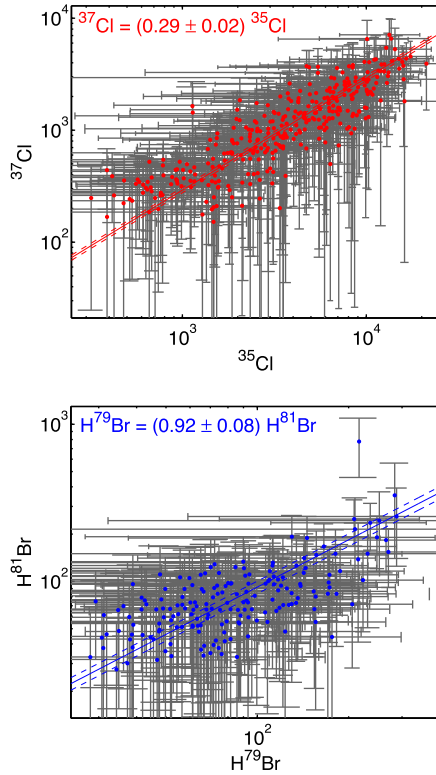 10⁴
³⁷Cl = (0.29 ± 0.02) ³⁵Cl
10³
³⁷Cl
10²
10³
10⁴
³⁵Cl
10³
H⁷⁹Br = (0.92 ± 0.08) H⁸¹Br
H⁸¹Br
10²
10²
H⁷⁹Br